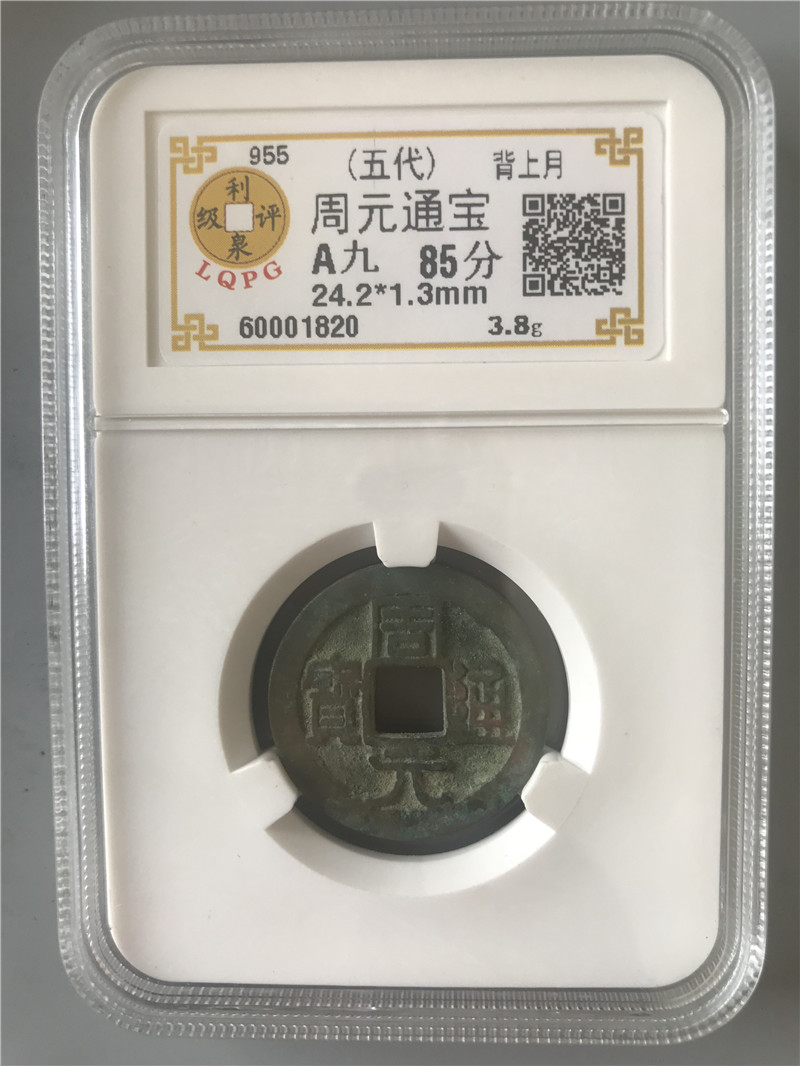 955 (五代) 背上月
利泉评级
LQPG
周元通宝
A九 85分
24.2*1.3mm
60001820 3.8g
周元通寶